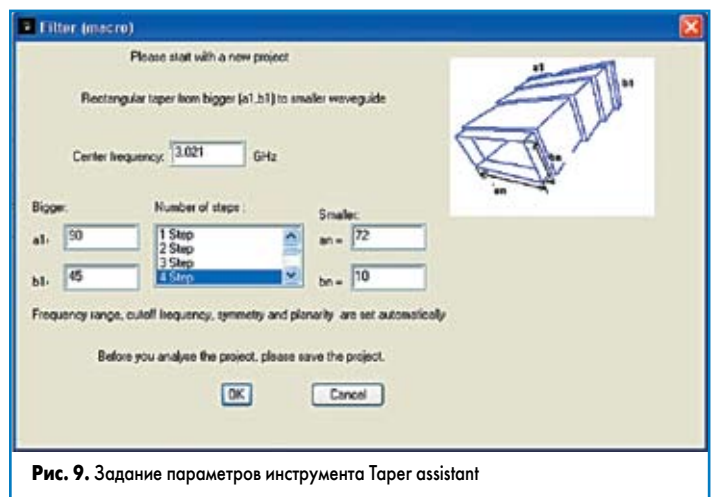 Filter (macro)
Please start with a new project
Rectangular taper from bigger (a1,b1) to smaller waveguide
a1
b1
bn
an
Center frequency: 3.021 GHz
Bigger: Number of steps : Smaller:
a1: 90 1 Step an = 72
2 Step
3 Step
b1: 45 4 Step bn = 10
Frequency range, cutoff frequency, symmetry and planarity are set automatically
Before you analyse the project, please save the project.
OK Cancel
Рис. 9. Задание параметров инструмента Taper assistant